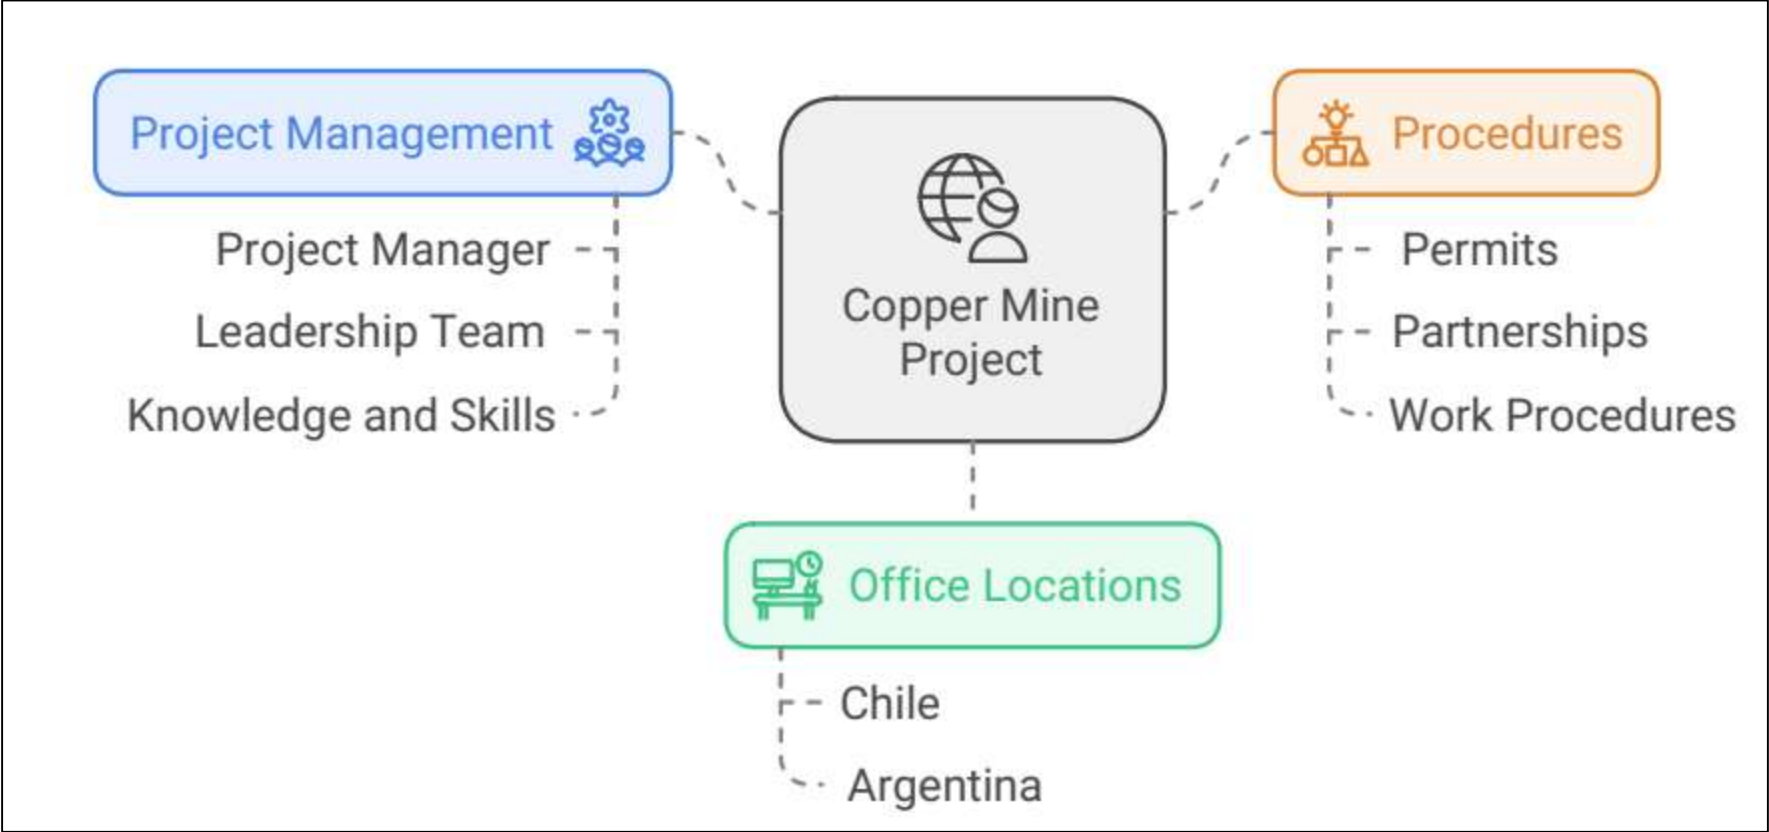 Project Management
Project Manager
Leadership Team
Knowledge and Skills
Copper Mine
Project
Procedures
Permits
Partnerships
Work Procedures
Office Locations
Chile
Argentina